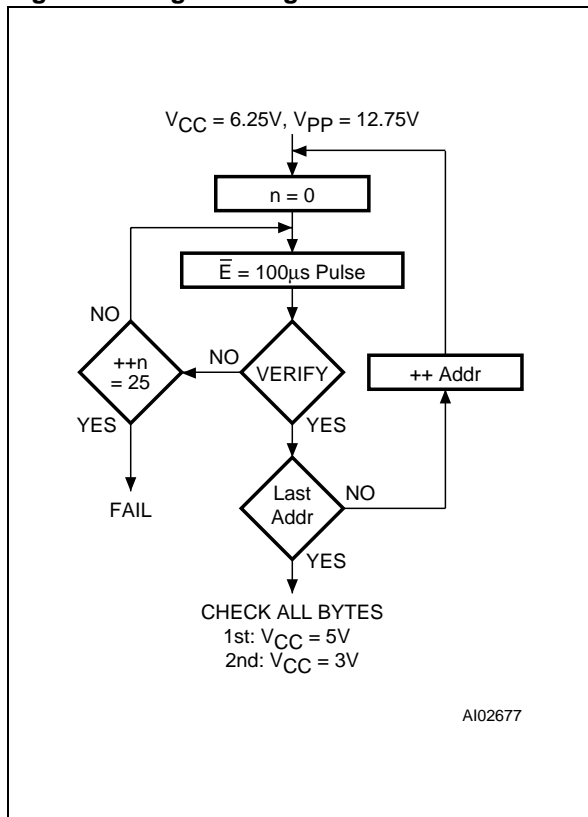 VCC = 6.25V, VPP = 12.75V
n = 0
E̅ = 100μs Pulse
NO
++n
= 25
NO
VERIFY
++ Addr
YES
YES
Last
Addr
NO
FAIL
YES
CHECK ALL BYTES
1st: VCC = 5V
2nd: VCC = 3V
AI02677